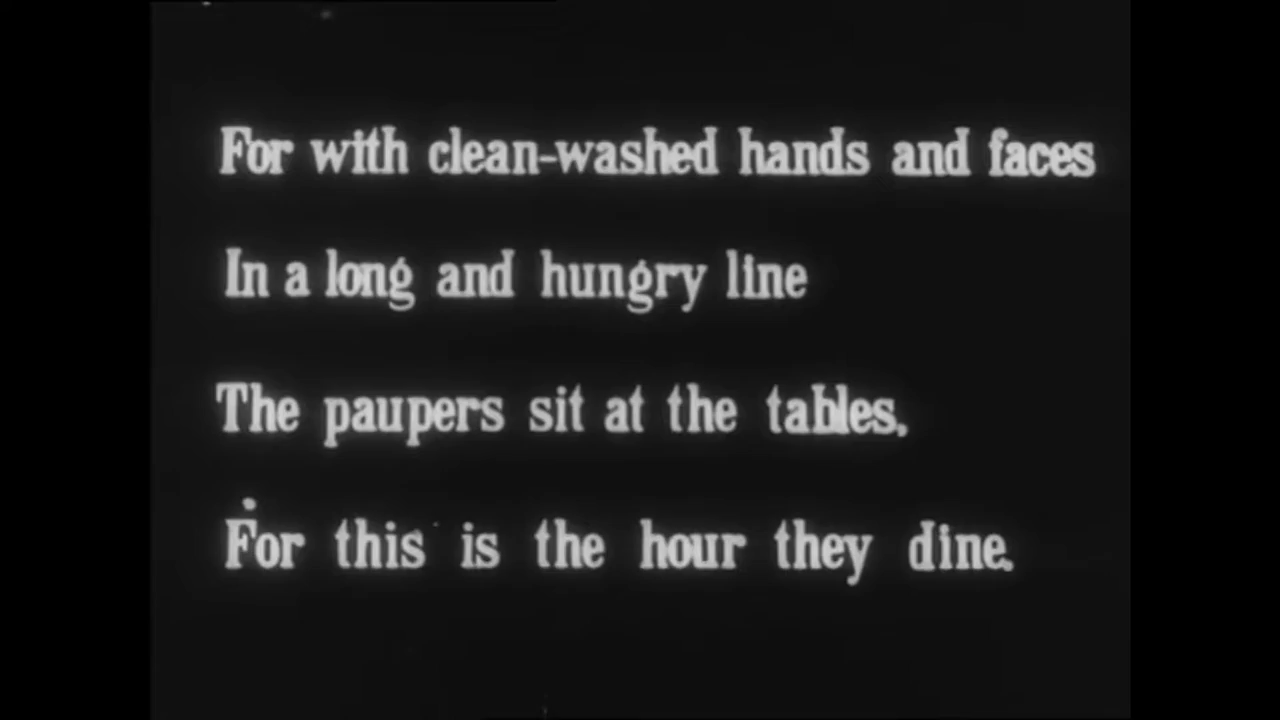 For with clean-washed hands and faces
In a long and hungry line
The paupers sit at the tables.
For this is the hour they dine.